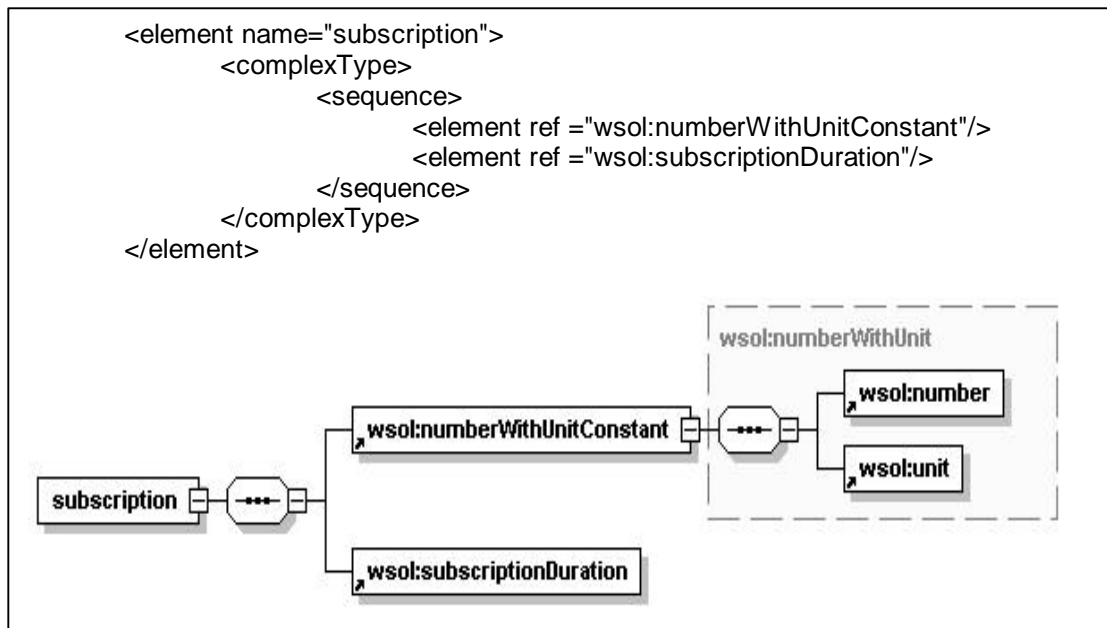 <element name="subscription">
<complexType>
<sequence>
<element ref ="wsol:numberWithUnitConstant"/>
<element ref ="wsol:subscriptionDuration"/>
</sequence>
</complexType>
</element>
wsol:numberWithUnit
wsol:number
wsol:numberWithUnitConstant
wsol:unit
subscription
wsol:subscriptionDuration